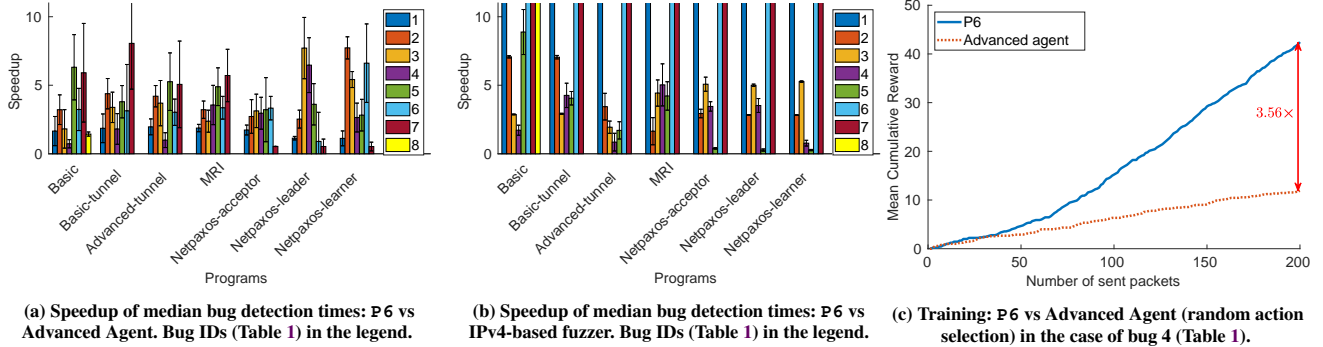 10
5
0
Speedup
1
2
3
4
5
6
7
8
Basic
Basic-tunnel
Advanced-tunnel
MRI
Netpaxos-acceptor
Netpaxos-leader
Netpaxos-learner
Programs
(a) Speedup of median bug detection times: P6 vs
Advanced Agent. Bug IDs (Table 1) in the legend.
10
5
0
Speedup
1
2
3
4
5
6
7
8
Basic
Basic-tunnel
Advanced-tunnel
MRI
Netpaxos-acceptor
Netpaxos-leader
Netpaxos-learner
Programs
(b) Speedup of median bug detection times: P6 vs
IPv4-based fuzzer. Bug IDs (Table 1) in the legend.
50
40
30
20
10
0
Mean Cumulative Reward
P6
Advanced agent
3.56×
0
50
100
150
200
Number of sent packets
(c) Training: P6 vs Advanced Agent (random action
selection) in the case of bug 4 (Table 1).